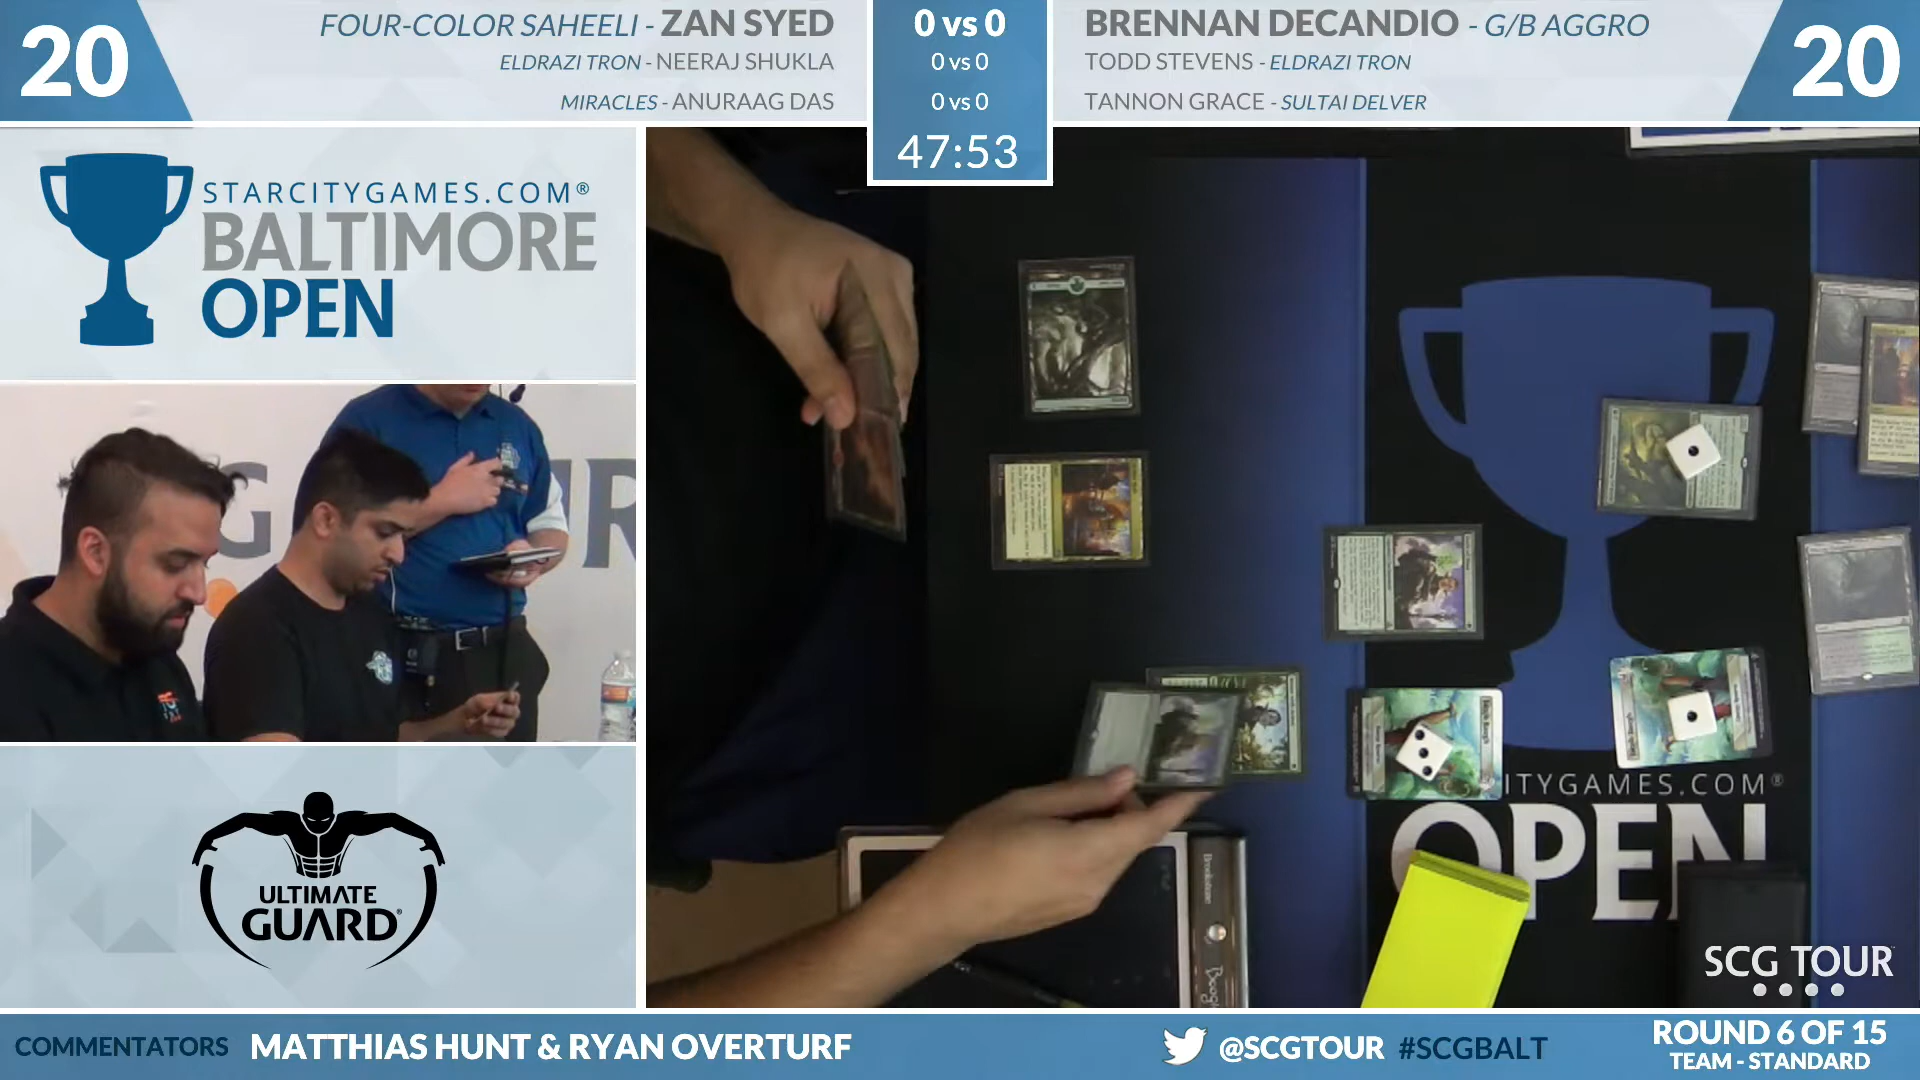 20
FOUR-COLOR SAHEELI - ZAN SYED
ELDRAZI TRON - NEERAJ SHUKLA
MIRACLES - ANURAAG DAS
0 vs 0
0 vs 0
0 vs 0
47:53
BRENNAN DECANDIO - G/B AGGRO
TODD STEVENS - ELDRAZI TRON
TANNON GRACE - SULTAI DELVER
20
STARCITYGAMES.COM®
BALTIMORE
OPEN
ULTIMATE
GUARD®
Brookstone
Boogie
ITYGAMES.COM®
OPEN
SCG TOUR
COMMENTATORS MATTHIAS HUNT & RYAN OVERTURF
@SCGTOUR #SCGBALT
ROUND 6 OF 15
TEAM - STANDARD